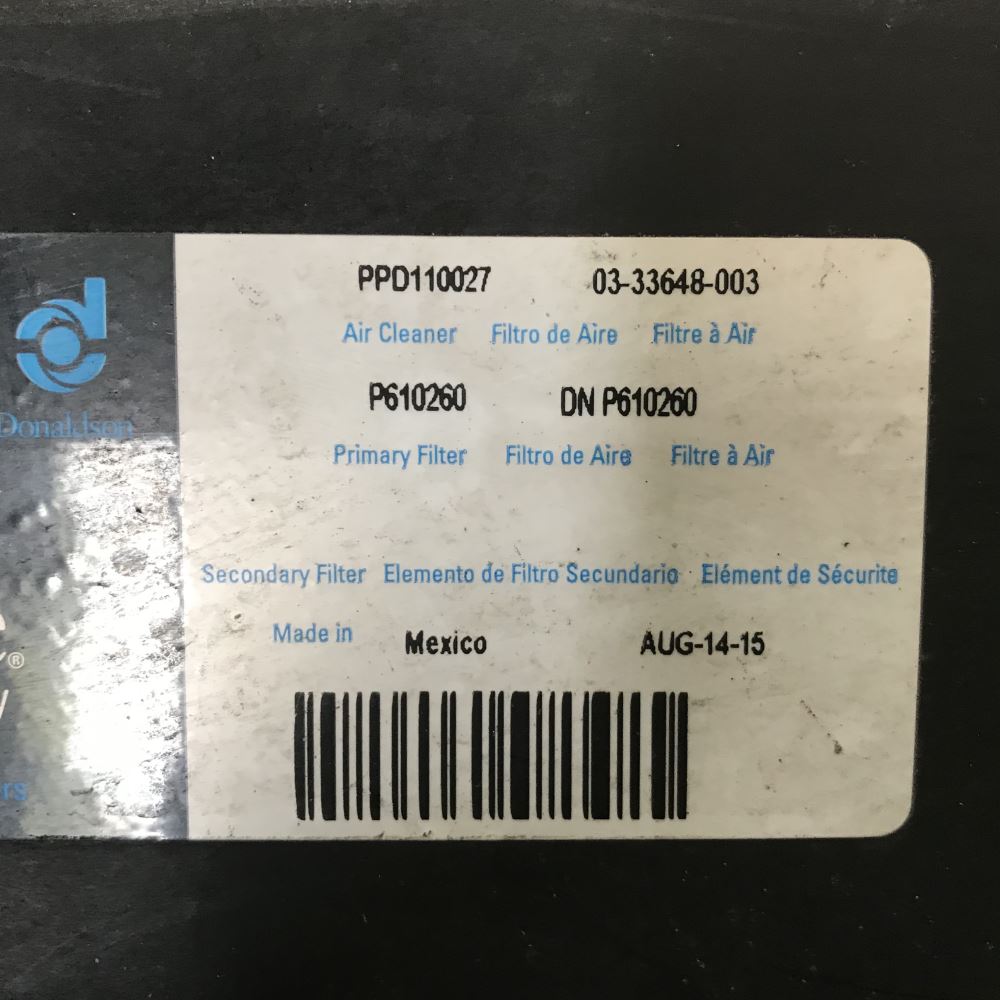 PPD110027 03-33648-003
Air Cleaner Filtro de Aire Filtre à Air
Donaldson
P610260 DN P610260
Primary Filter Filtro de Aire Filtre à Air
Secondary Filter Elemento de Filtro Secundario Elément de Sécurite
Made in Mexico AUG-14-15